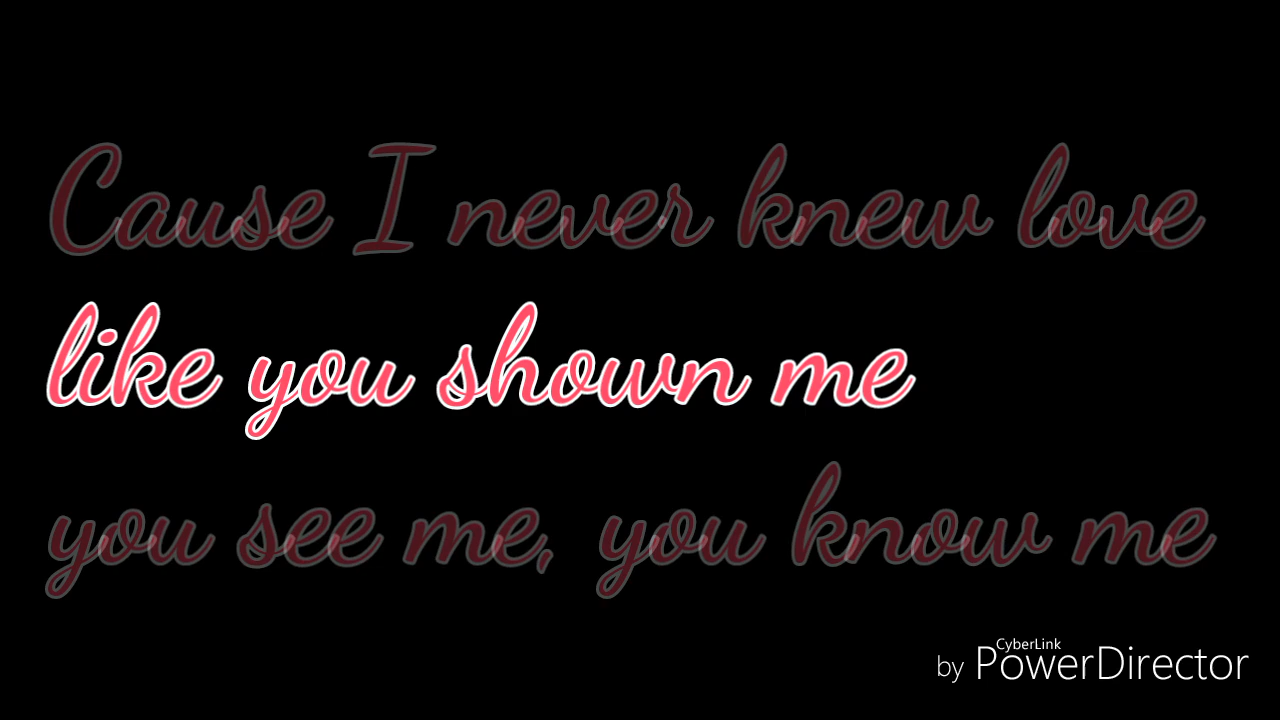 Cause I never knew love
like you shown me
you see me, you know me
by CyberLink PowerDirector